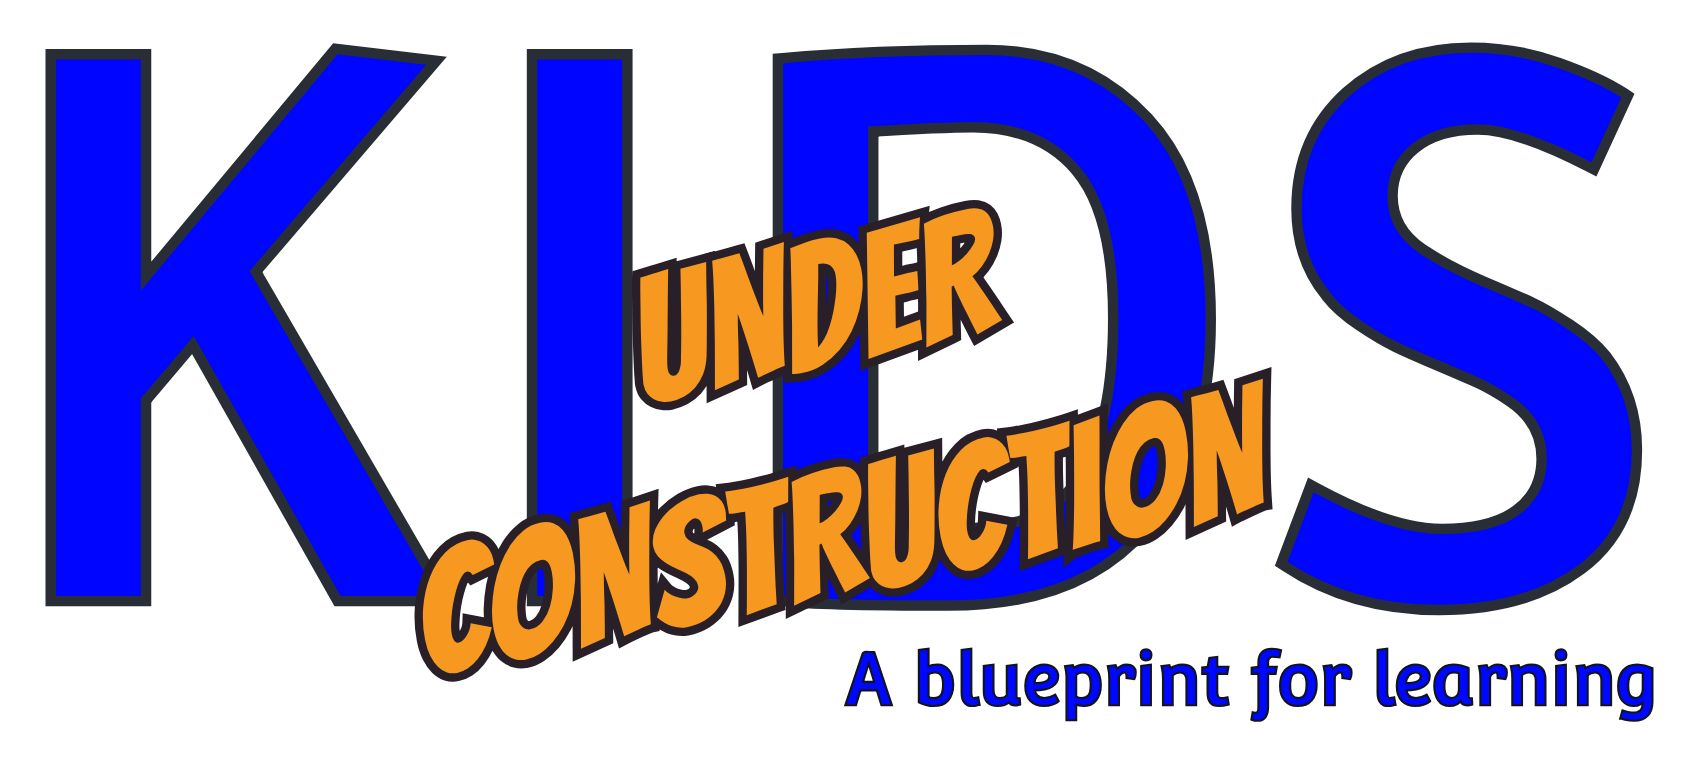 KIDS
UNDER
CONSTRUCTION
A blueprint for learning